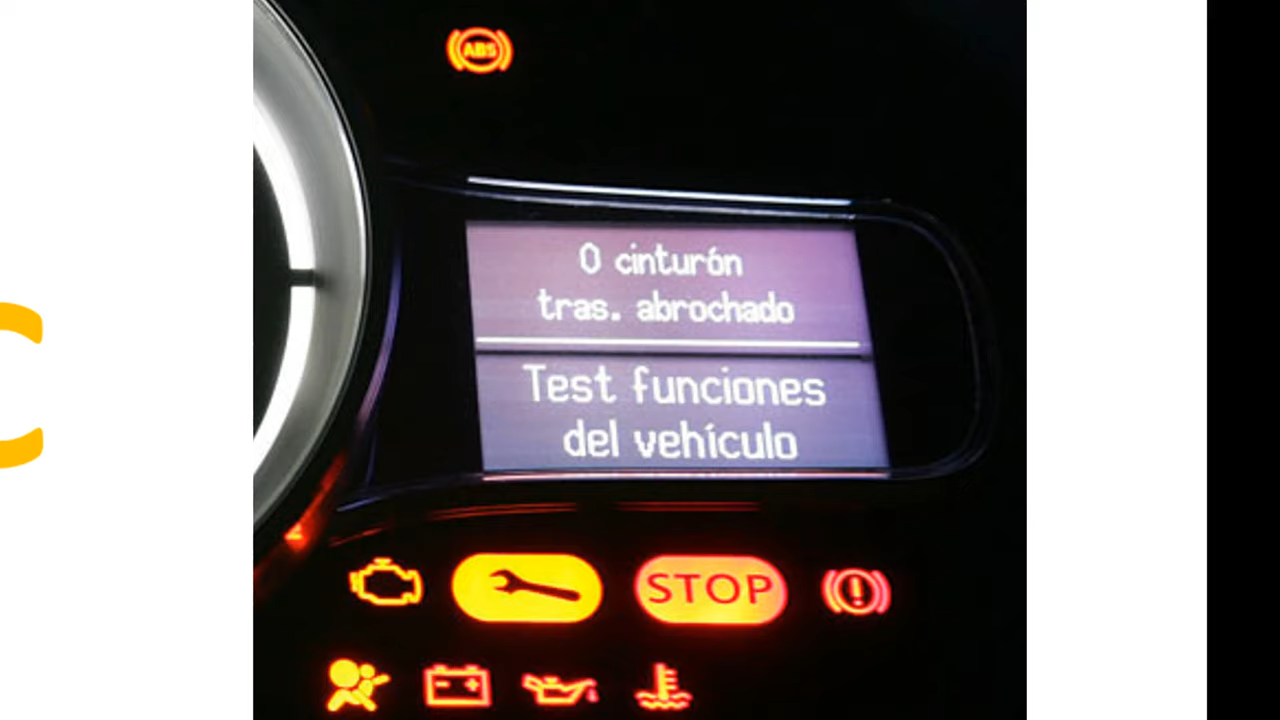 ABS
0 cinturón
tras. abrochado
Test funciones
del vehículo
STOP